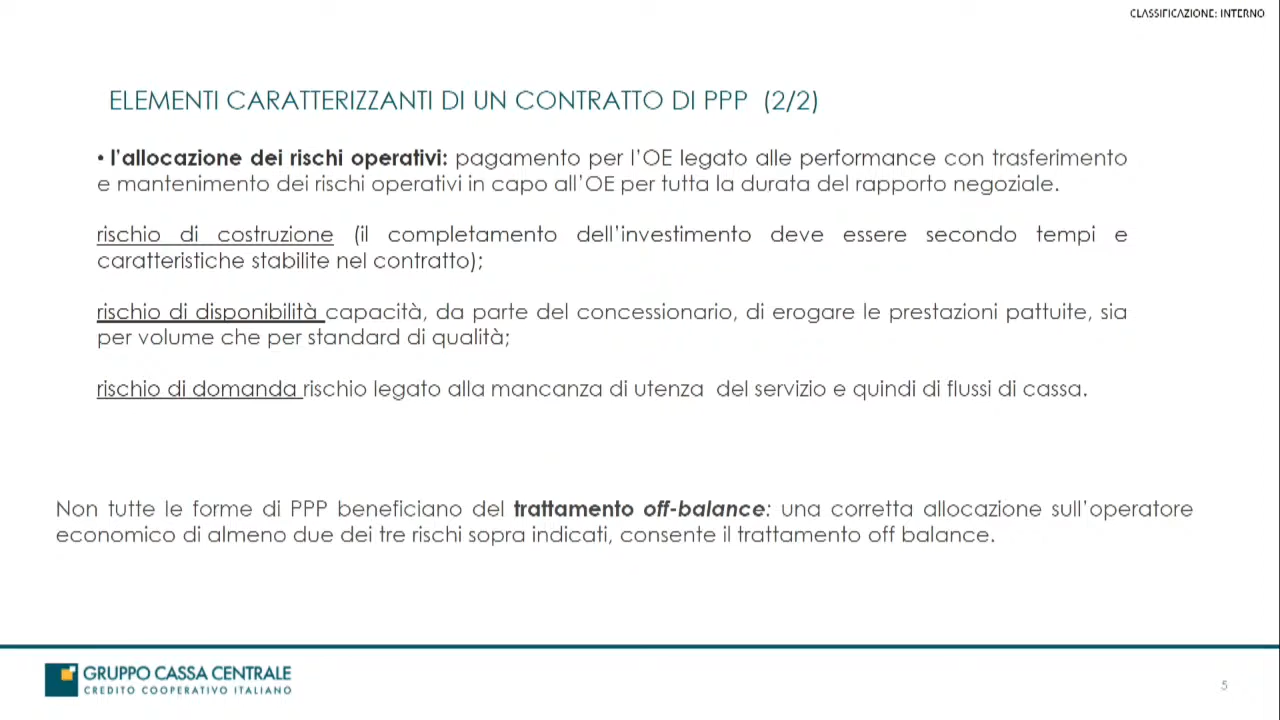 CLASSIFICAZIONE: INTERNO
ELEMENTI CARATTERIZZANTI DI UN CONTRATTO DI PPP (2/2)
• l'allocazione dei rischi operativi: pagamento per l'OE legato alle performance con trasferimento
e mantenimento dei rischi operativi in capo all'OE per tutta la durata del rapporto negoziale.
rischio di costruzione (il completamento dell'investimento deve essere secondo tempi e
caratteristiche stabilite nel contratto);
rischio di disponibilità capacità, da parte del concessionario, di erogare le prestazioni pattuite, sia
per volume che per standard di qualità;
rischio di domanda rischio legato alla mancanza di utenza del servizio e quindi di flussi di cassa.
Non tutte le forme di PPP beneficiano del trattamento off-balance: una corretta allocazione sull'operatore
economico di almeno due dei tre rischi sopra indicati, consente il trattamento off balance.
GRUPPO CASSA CENTRALE
CREDITO COOPERATIVO ITALIANO
5